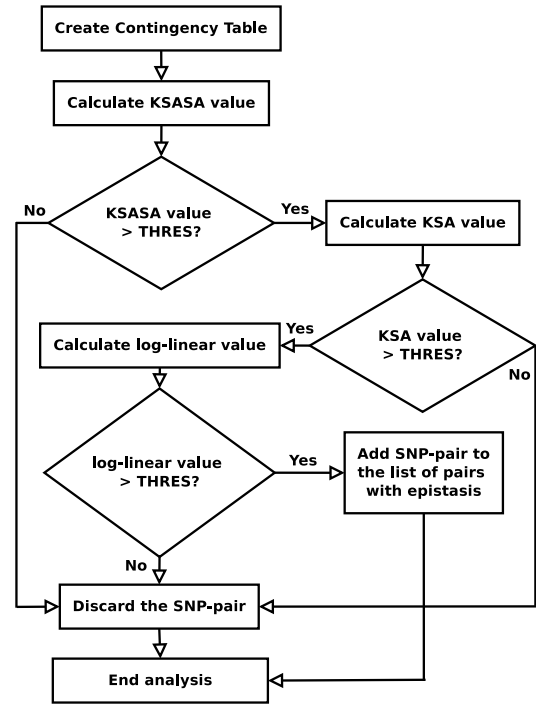 Create Contingency Table
Calculate KSASA value
No
KSASA value
> THRES?
Yes
Calculate KSA value
Calculate log-linear value
Yes
KSA value
> THRES?
No
log-linear value
> THRES?
Yes
Add SNP-pair to
the list of pairs
with epistasis
No
Discard the SNP-pair
End analysis